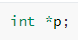 int *p;